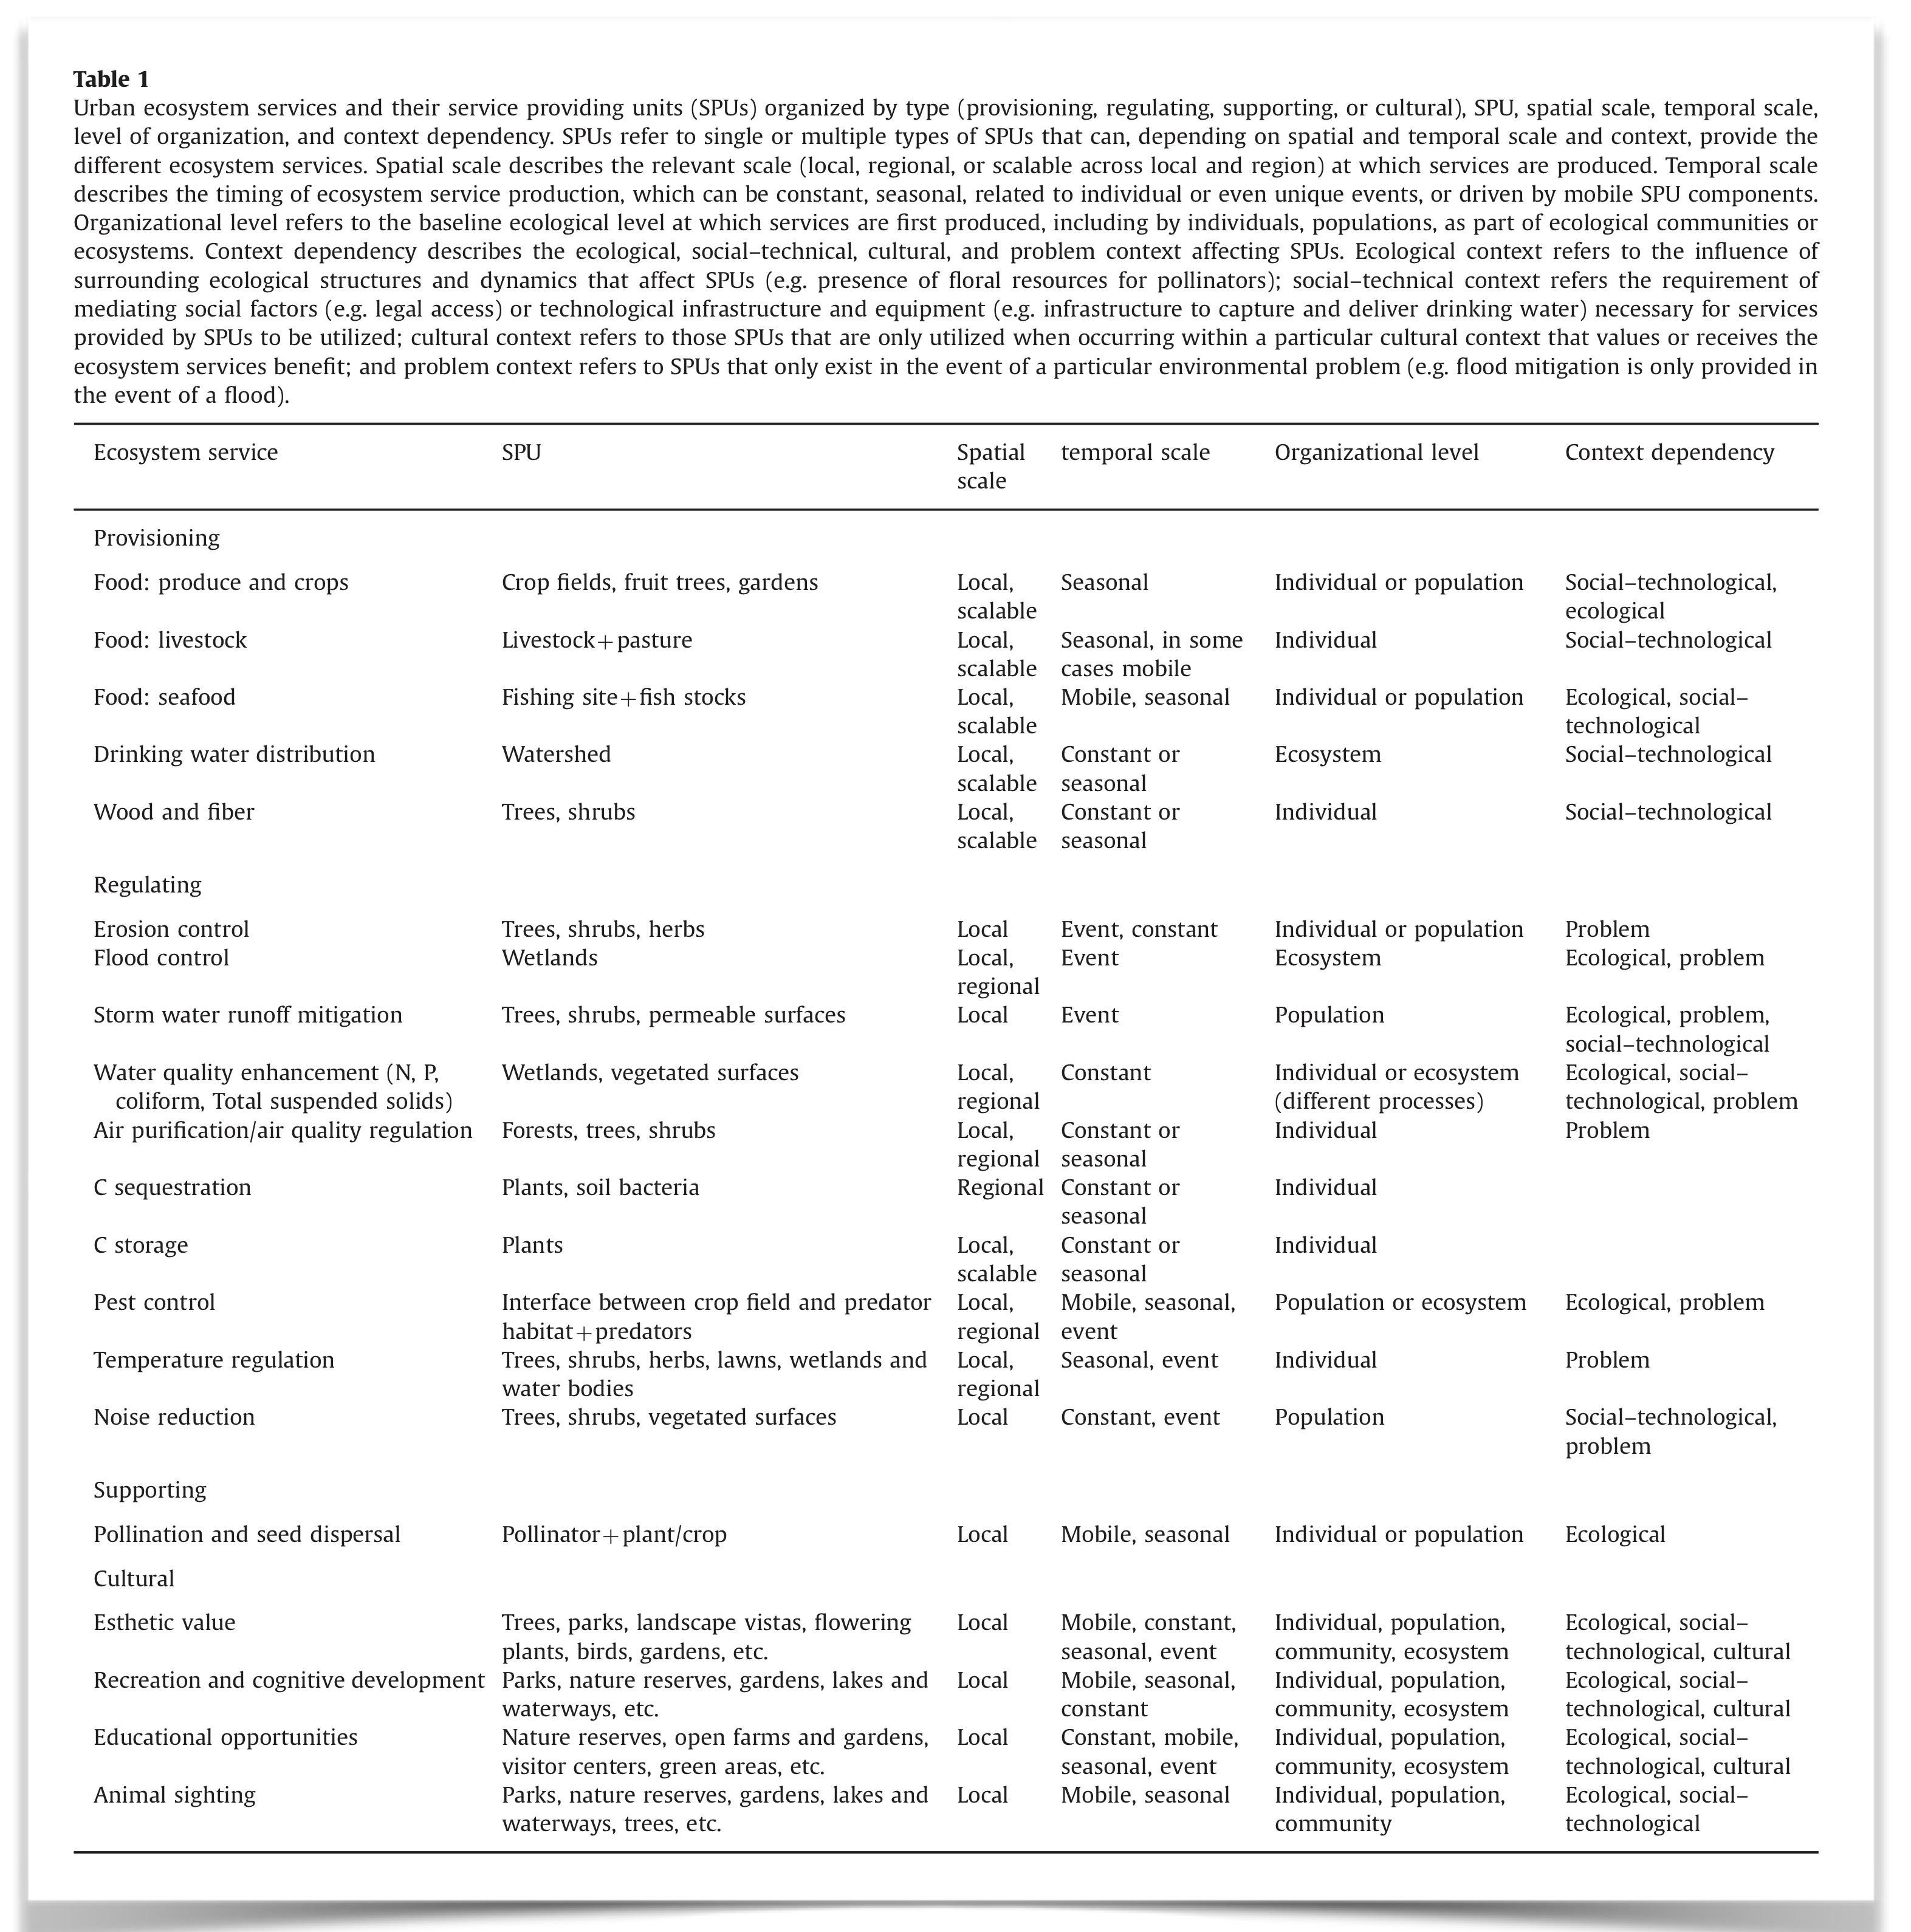 Table 1
Urban ecosystem services and their service providing units (SPUs) organized by type (provisioning, regulating, supporting, or cultural), SPU, spatial scale, temporal scale,
level of organization, and context dependency. SPUs refer to single or multiple types of SPUs that can, depending on spatial and temporal scale and context, provide the
different ecosystem services. Spatial scale describes the relevant scale (local, regional, or scalable across local and region) at which services are produced. Temporal scale
describes the timing of ecosystem service production, which can be constant, seasonal, related to individual or even unique events, or driven by mobile SPU components.
Organizational level refers to the baseline ecological level at which services are first produced, including by individuals, populations, as part of ecological communities or
ecosystems. Context dependency describes the ecological, social–technical, cultural, and problem context affecting SPUs. Ecological context refers to the influence of
surrounding ecological structures and dynamics that affect SPUs (e.g. presence of floral resources for pollinators); social–technical context refers the requirement of
mediating social factors (e.g. legal access) or technological infrastructure and equipment (e.g. infrastructure to capture and deliver drinking water) necessary for services
provided by SPUs to be utilized; cultural context refers to those SPUs that are only utilized when occurring within a particular cultural context that values or receives the
ecosystem services benefit; and problem context refers to SPUs that only exist in the event of a particular environmental problem (e.g. flood mitigation is only provided in
the event of a flood).
Ecosystem service SPU Spatial temporal scale Organizational level Context dependency
scale
Provisioning
Food: produce and crops Crop fields, fruit trees, gardens Local, Seasonal Individual or population Social–technological,
scalable ecological
Food: livestock Livestock+pasture Local, Seasonal, in some Individual Social–technological
scalable cases mobile
Food: seafood Fishing site+fish stocks Local, Mobile, seasonal Individual or population Ecological, social–
scalable technological
Drinking water distribution Watershed Local, Constant or Ecosystem Social–technological
scalable seasonal
Wood and fiber Trees, shrubs Local, Constant or Individual Social–technological
scalable seasonal
Regulating
Erosion control Trees, shrubs, herbs Local Event, constant Individual or population Problem
Flood control Wetlands Local, Event Ecosystem Ecological, problem
regional
Storm water runoff mitigation Trees, shrubs, permeable surfaces Local Event Population Ecological, problem,
social–technological
Water quality enhancement (N, P, Wetlands, vegetated surfaces Local, Constant Individual or ecosystem Ecological, social–
coliform, Total suspended solids) regional (different processes) technological, problem
Air purification/air quality regulation Forests, trees, shrubs Local, Constant or Individual Problem
regional seasonal
C sequestration Plants, soil bacteria Regional Constant or Individual
seasonal
C storage Plants Local, Constant or Individual
scalable seasonal
Pest control Interface between crop field and predator Local, Mobile, seasonal, Population or ecosystem Ecological, problem
habitat+predators regional event
Temperature regulation Trees, shrubs, herbs, lawns, wetlands and Local, Seasonal, event Individual Problem
water bodies regional
Noise reduction Trees, shrubs, vegetated surfaces Local Constant, event Population Social–technological,
problem
Supporting
Pollination and seed dispersal Pollinator+plant/crop Local Mobile, seasonal Individual or population Ecological
Cultural
Esthetic value Trees, parks, landscape vistas, flowering Local Mobile, constant, Individual, population, Ecological, social–
plants, birds, gardens, etc. seasonal, event community, ecosystem technological, cultural
Recreation and cognitive development Parks, nature reserves, gardens, lakes and Local Mobile, seasonal, Individual, population, Ecological, social–
waterways, etc. constant community, ecosystem technological, cultural
Educational opportunities Nature reserves, open farms and gardens, Local Constant, mobile, Individual, population, Ecological, social–
visitor centers, green areas, etc. seasonal, event community, ecosystem technological, cultural
Animal sighting Parks, nature reserves, gardens, lakes and Local Mobile, seasonal Individual, population, Ecological, social–
waterways, trees, etc. community technological